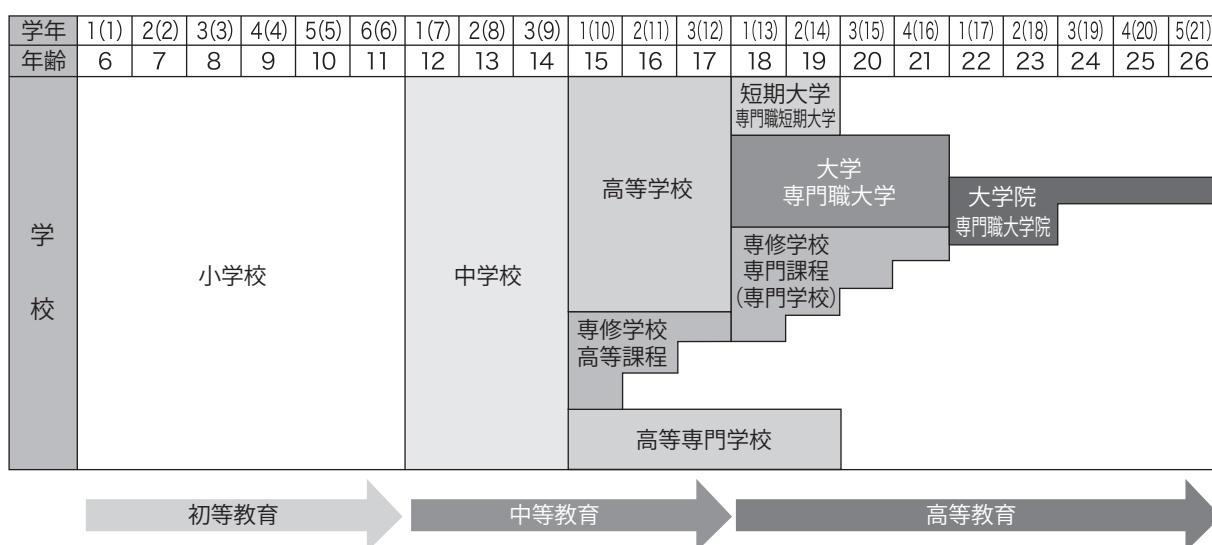 学年 1(1) 2(2) 3(3) 4(4) 5(5) 6(6) 1(7) 2(8) 3(9) 1(10) 2(11) 3(12) 1(13) 2(14) 3(15) 4(16) 1(17) 2(18) 3(19) 4(20) 5(21)
年齢 6 7 8 9 10 11 12 13 14 15 16 17 18 19 20 21 22 23 24 25 26
学校
小学校
中学校
高等学校
専修学校
高等課程
高等専門学校
短期大学
専門職短期大学
大学
専門職大学
専修学校
専門課程
(専門学校)
大学院
専門職大学院
初等教育
中等教育
高等教育